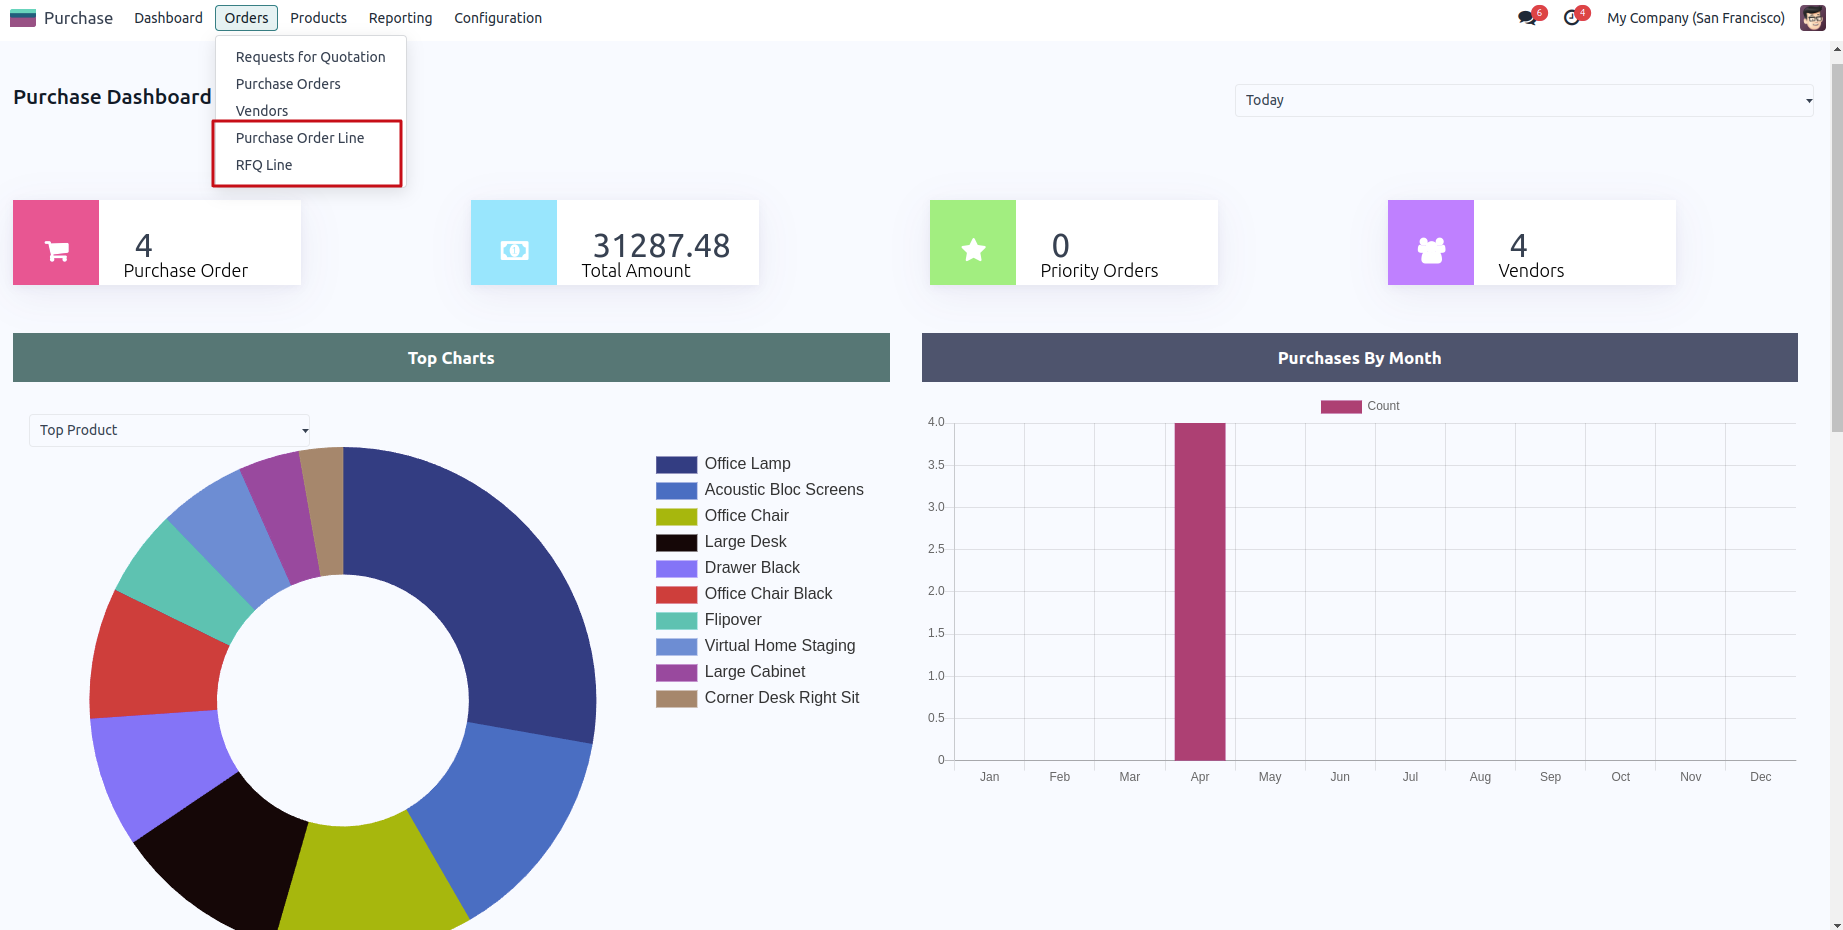 Purchase Dashboard Orders Products Reporting Configuration 6 4 My Company (San Francisco)
Requests for Quotation
Purchase Orders
Vendors
Purchase Order Line
RFQ Line
Purchase Dashboard
Today
4
Purchase Order
31287.48
Total Amount
0
Priority Orders
4
Vendors
Top Charts
Top Product
Office Lamp
Acoustic Bloc Screens
Office Chair
Large Desk
Drawer Black
Office Chair Black
Flipover
Virtual Home Staging
Large Cabinet
Corner Desk Right Sit
Purchases By Month
Count
4.0
3.5
3.0
2.5
2.0
1.5
1.0
0.5
0
Jan Feb Mar Apr May Jun Jul Aug Sep Oct Nov Dec